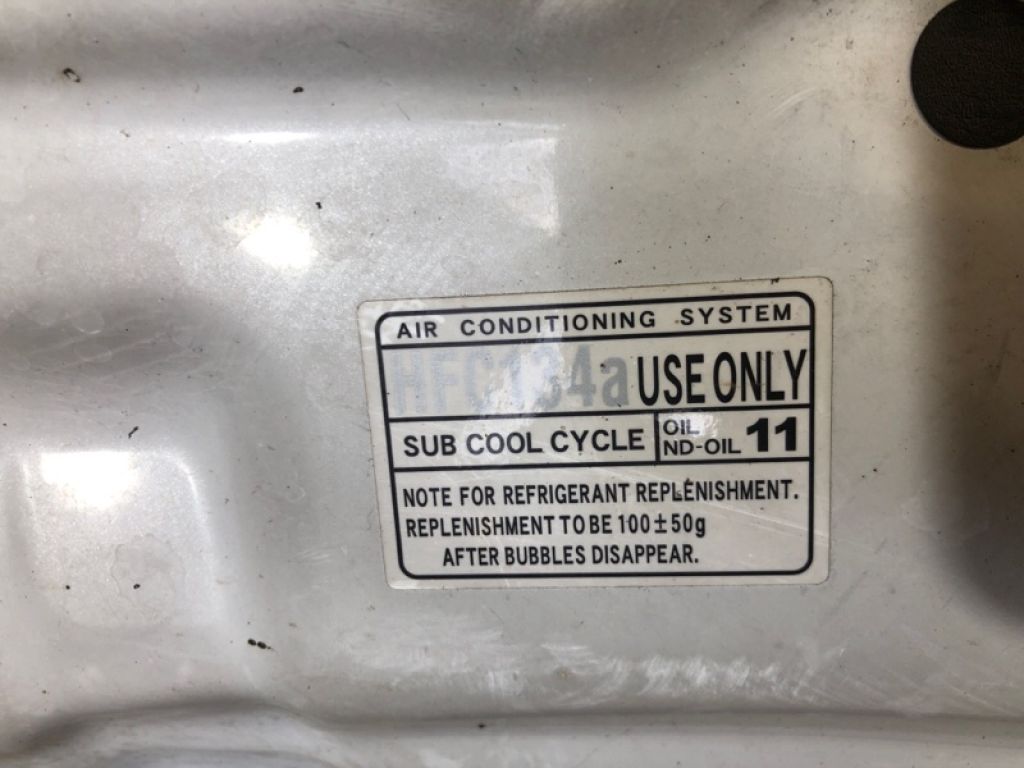 AIR CONDITIONING SYSTEM
HFC134a USE ONLY
SUB COOL CYCLE OIL ND-OIL 11
NOTE FOR REFRIGERANT REPLENISHMENT.
REPLENISHMENT TO BE 100±50g
AFTER BUBBLES DISAPPEAR.